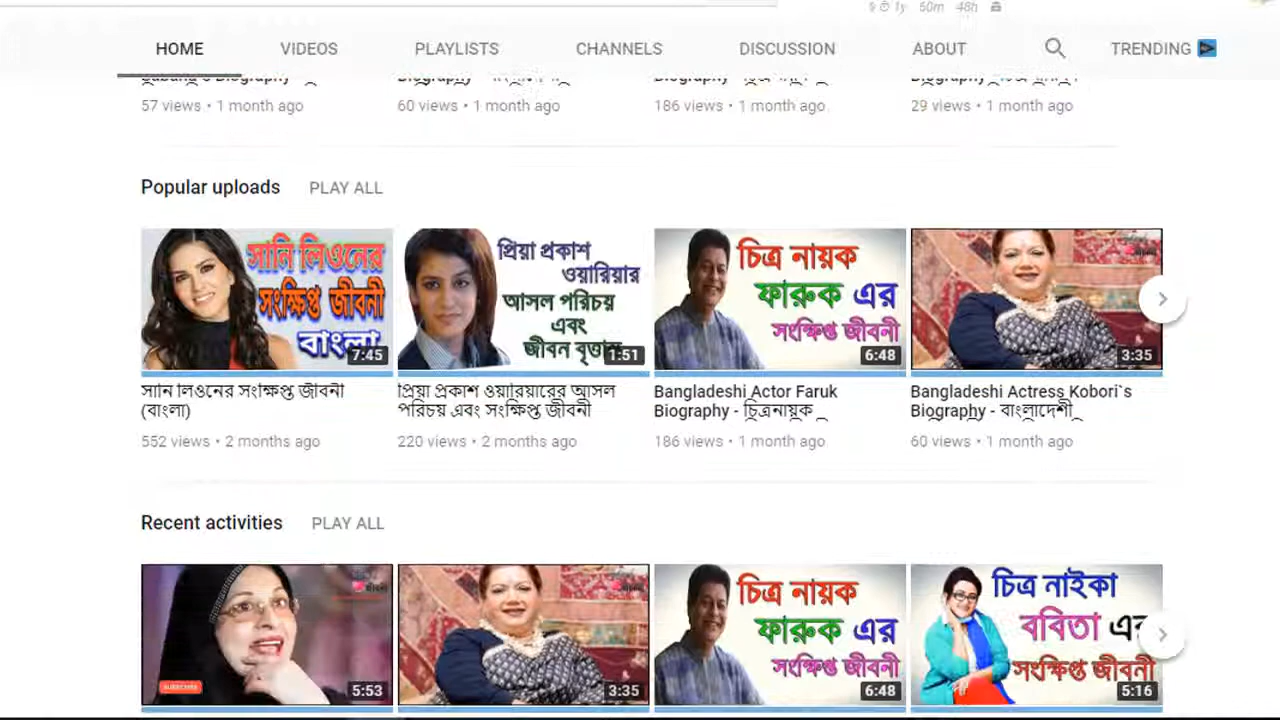 1y 50m 48h
HOME VIDEOS PLAYLISTS CHANNELS DISCUSSION ABOUT TRENDING
57 views • 1 month ago
60 views • 1 month ago
186 views • 1 month ago
29 views • 1 month ago
Popular uploads PLAY ALL
সানি লিওনের
সংক্ষিপ্ত জীবনী
বাংলা
7:45
প্রিয়া প্রকাশ
ওয়ারিয়ার
আসল পরিচয়
এবং
জীবন বৃত্তান্ত
1:51
চিত্র নায়ক
ফারুক এর
সংক্ষিপ্ত জীবনী
6:48
3:35
সানি লিওনের সংক্ষিপ্ত জীবনী
(বাংলা)
552 views • 2 months ago
প্রিয়া প্রকাশ ওয়ারিয়ারের আসল
পরিচয় এবং সংক্ষিপ্ত জীবনী
220 views • 2 months ago
Bangladeshi Actor Faruk
Biography - চিত্রনায়ক
186 views • 1 month ago
Bangladeshi Actress Kobori`s
Biography - বাংলাদেশী
60 views • 1 month ago
Recent activities PLAY ALL
SUBSCRIBE
5:53
3:35
চিত্র নায়ক
ফারুক এর
সংক্ষিপ্ত জীবনী
6:48
চিত্র নাইকা
ববিতা এর
সংক্ষিপ্ত জীবনী
5:16